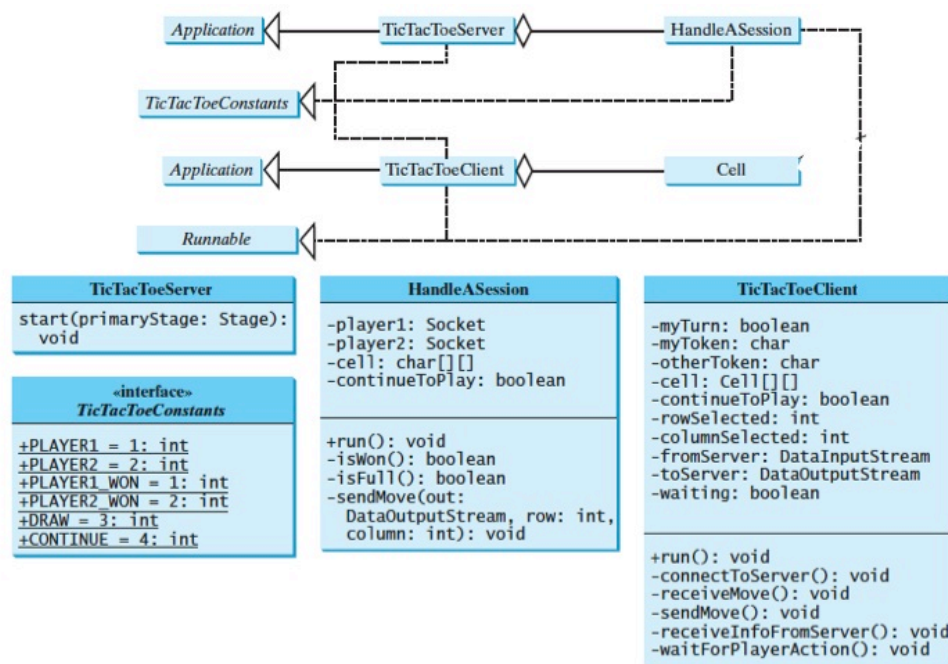 Application
TicTacToeServer
HandleASession
TicTacToeConstants
Application
TicTacToeClient
Cell
Runnable
TicTacToeServer
start(primaryStage: Stage):
void
«interface»
TicTacToeConstants
+PLAYER1 = 1: int
+PLAYER2 = 2: int
+PLAYER1_WON = 1: int
+PLAYER2_WON = 2: int
+DRAW = 3: int
+CONTINUE = 4: int
HandleASession
-player1: Socket
-player2: Socket
-cell: char[][]
-continueToPlay: boolean
+run(): void
-isWon(): boolean
-isFull(): boolean
-sendMove(out:
DataOutputStream, row: int,
column: int): void
TicTacToeClient
-myTurn: boolean
-myToken: char
-otherToken: char
-cell: Cell[][]
-continueToPlay: boolean
-rowSelected: int
-columnSelected: int
-fromServer: DataInputStream
-toServer: DataOutputStream
-waiting: boolean
+run(): void
-connectToServer(): void
-receiveMove(): void
-sendMove(): void
-receiveInfoFromServer(): void
-waitForPlayerAction(): void